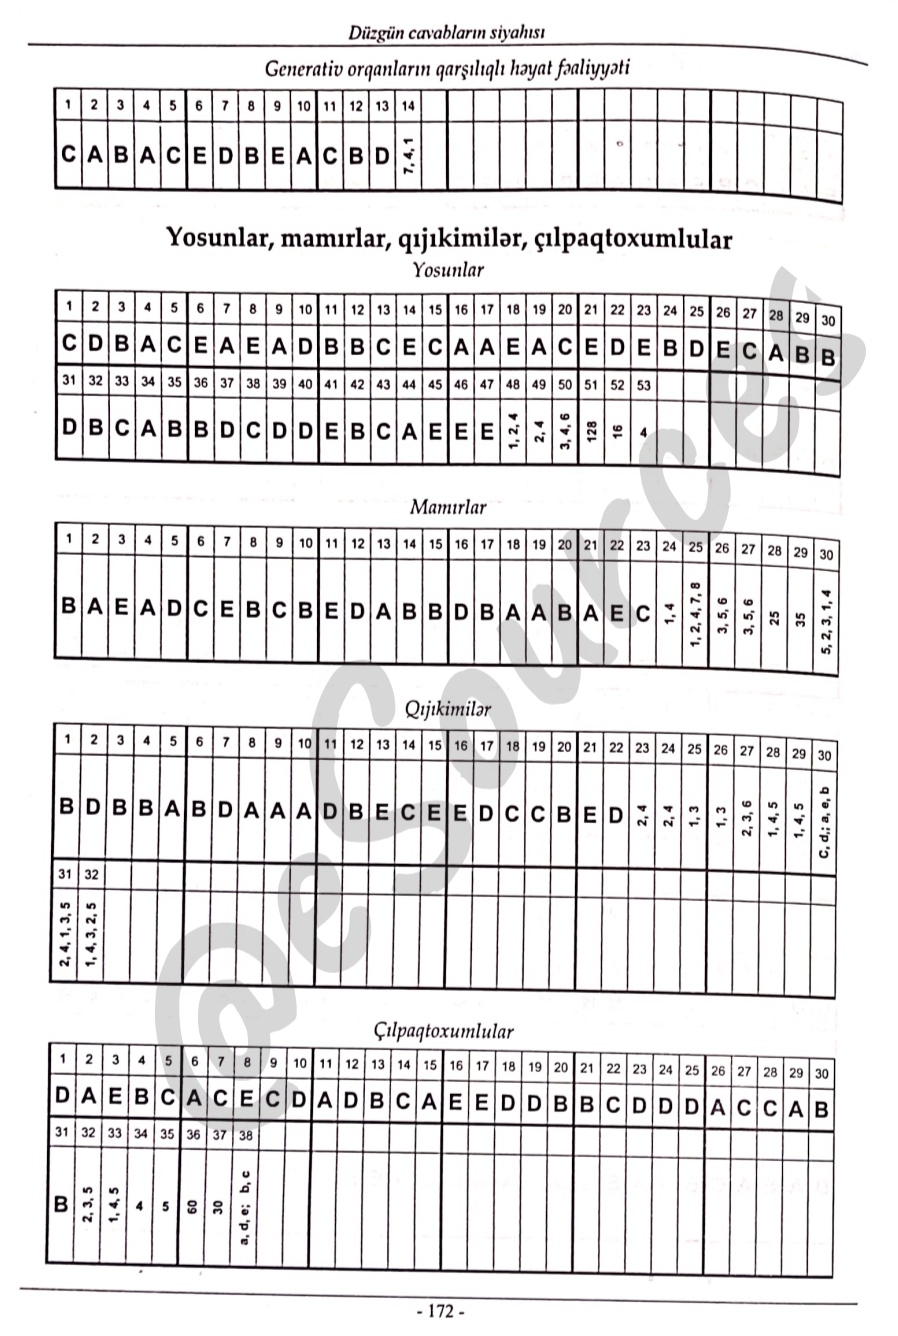 Düzgün cavabların siyahısı
Generativ orqanların qarşılıqlı həyat fəaliyyəti
1 2 3 4 5 6 7 8 9 10 11 12 13 14
C A B A C E D B E A C B D 7, 4, 1
Yosunlar, mamırlar, qıjıkimilər, çılpaqtoxumlular
Yosunlar
1 2 3 4 5 6 7 8 9 10 11 12 13 14 15 16 17 18 19 20 21 22 23 24 25 26 27 28 29 30
C D B A C E A E A D B B C E C A A E A C E D E B D E C A B B
31 32 33 34 35 36 37 38 39 40 41 42 43 44 45 46 47 48 49 50 51 52 53
D B C A B B D C D D E B C A E E E 1, 2, 4 2, 4 3, 4, 6 128 16 4
Mamırlar
1 2 3 4 5 6 7 8 9 10 11 12 13 14 15 16 17 18 19 20 21 22 23 24 25 26 27 28 29 30
B A E A D C E B C B E D A B B D B A A B A E C 1, 4 1, 2, 4, 7, 8 3, 5, 6 3, 5, 6 25 35 5, 2, 3, 1, 4
Qıjıkimilər
1 2 3 4 5 6 7 8 9 10 11 12 13 14 15 16 17 18 19 20 21 22 23 24 25 26 27 28 29 30
B D B B A B D A A A D B E C E E D C C B E D 2, 4 2, 4 1, 3 1, 3 2, 3, 6 1, 4, 5 1, 4, 5 C, d,; a, e, b
31 32
2, 4, 1, 3, 5 1, 4, 3, 2, 5
Çılpaqtoxumlular
1 2 3 4 5 6 7 8 9 10 11 12 13 14 15 16 17 18 19 20 21 22 23 24 25 26 27 28 29 30
D A E B C A C E C D A D B C A E E D D B B C D D D A C C A B
31 32 33 34 35 36 37 38
B 2, 3, 5 1, 4, 5 4 5 60 30 a, d, e; b, c
- 172 -
@eSources